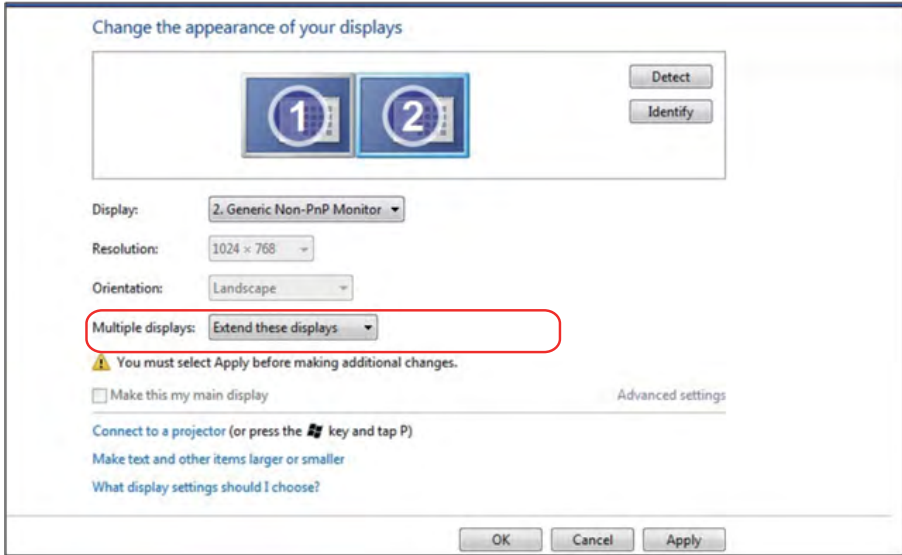 Change the appearance of your displays
1
2
Detect
Identify
Display: 2. Generic Non-PnP Monitor
Resolution: 1024 × 768
Orientation: Landscape
Multiple displays: Extend these displays
You must select Apply before making additional changes.
Make this my main display Advanced settings
Connect to a projector (or press the key and tap P)
Make text and other items larger or smaller
What display settings should I choose?
OK Cancel Apply